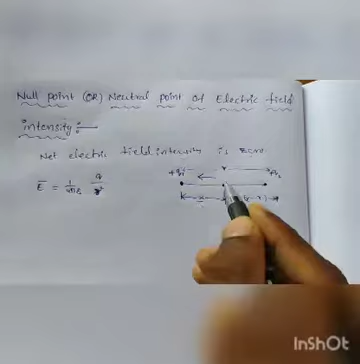 Null point (OR) Neutral point of Electric field
intensity :-
Net electric field intensity is zero
+q₁ r +q₂
E̅ = 1/4πε₀ q/r²
x (r-x)
InShOt